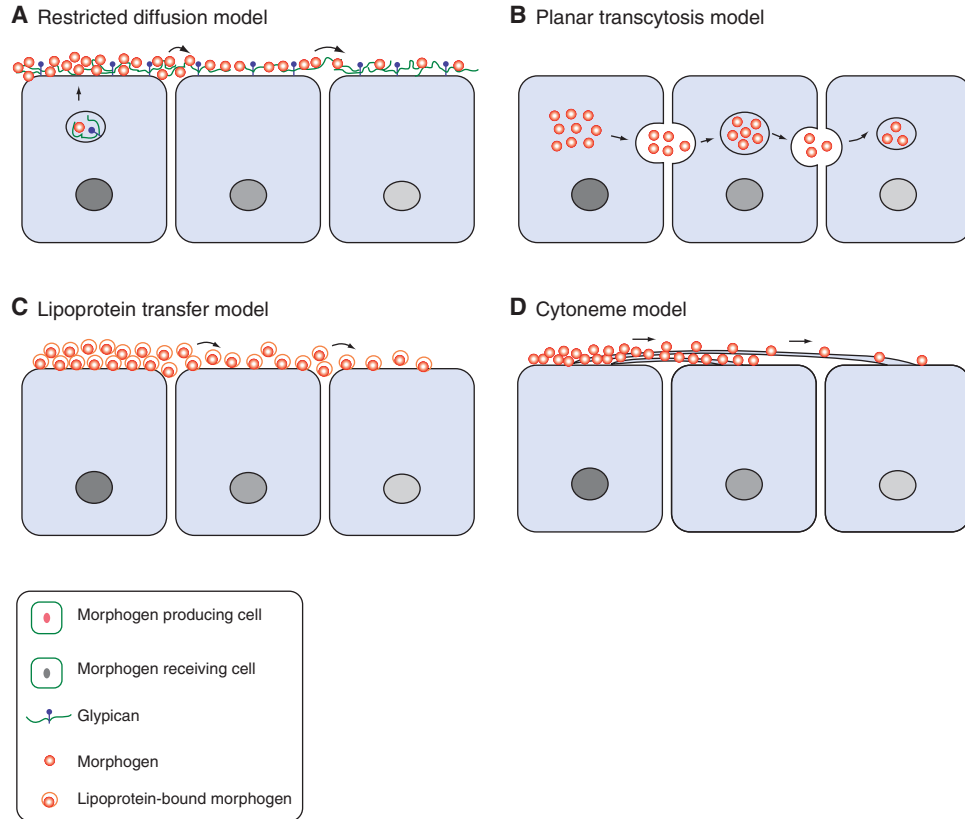 A Restricted diffusion model
B Planar transcytosis model
C Lipoprotein transfer model
D Cytoneme model
Morphogen producing cell
Morphogen receiving cell
Glypican
Morphogen
Lipoprotein-bound morphogen